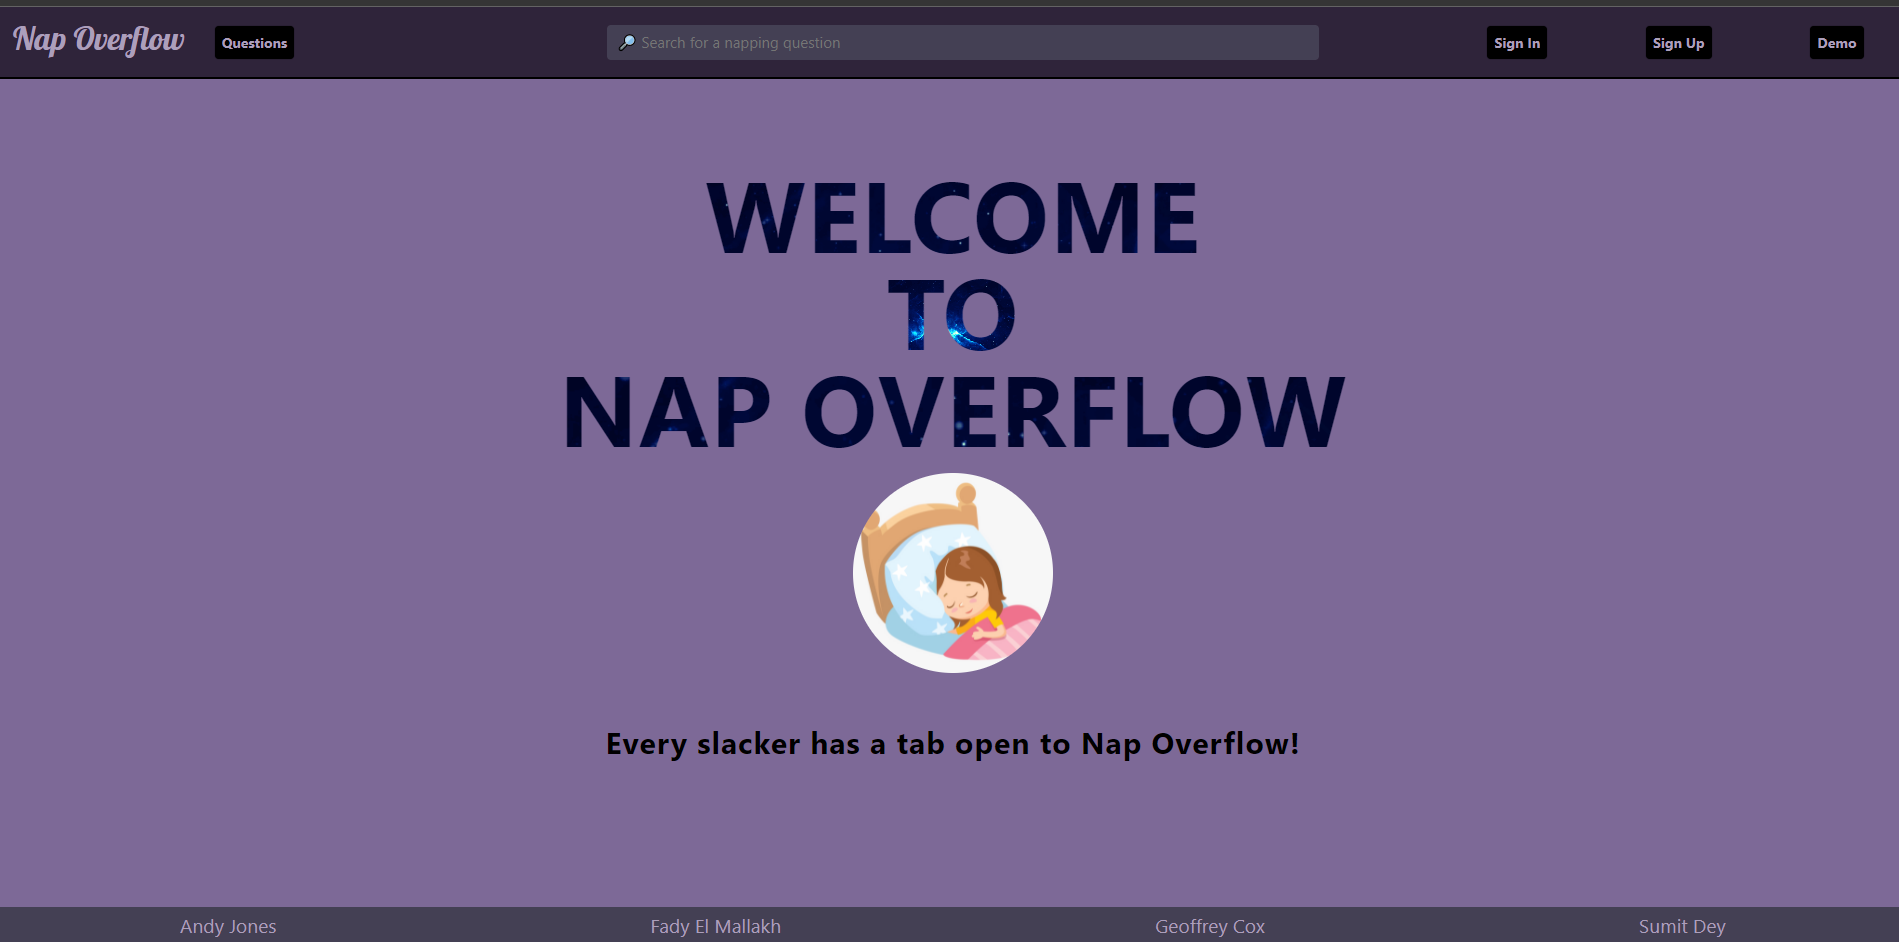 Nap Overflow
Questions
🔎 Search for a napping question
Sign In
Sign Up
Demo
WELCOME
TO
NAP OVERFLOW
Every slacker has a tab open to Nap Overflow!
Andy Jones
Fady El Mallakh
Geoffrey Cox
Sumit Dey